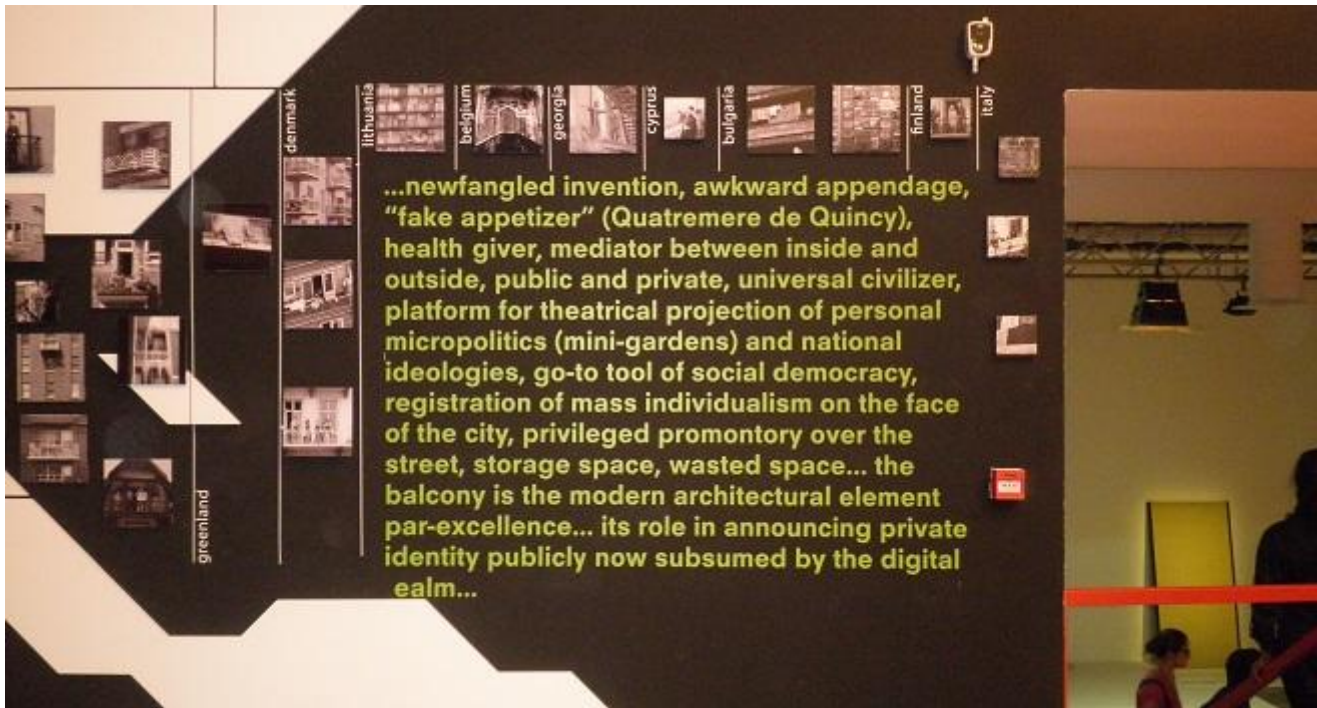 denmark
lithuania
belgium
georgia
cyprus
bulgaria
finland
italy
greenland
...newfangled invention, awkward appendage,
“fake appetizer” (Quatremere de Quincy),
health giver, mediator between inside and
outside, public and private, universal civilizer,
platform for theatrical projection of personal
micropolitics (mini-gardens) and national
ideologies, go-to tool of social democracy,
registration of mass individualism on the face
of the city, privileged promontory over the
street, storage space, wasted space... the
balcony is the modern architectural element
par-excellence... its role in announcing private
identity publicly now subsumed by the digital
ealm...